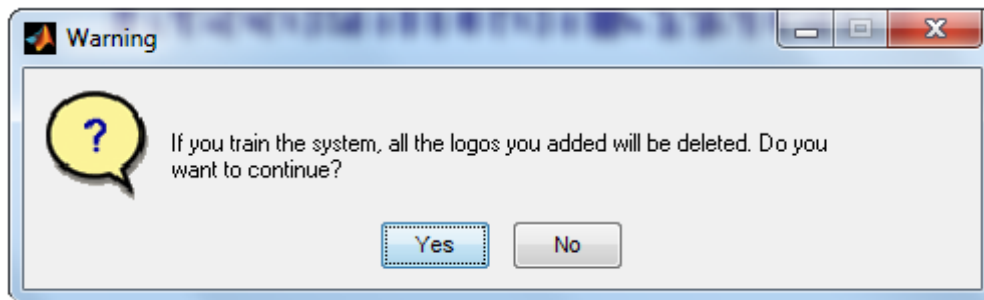 Warning
If you train the system, all the logos you added will be deleted. Do you
want to continue?
Yes
No